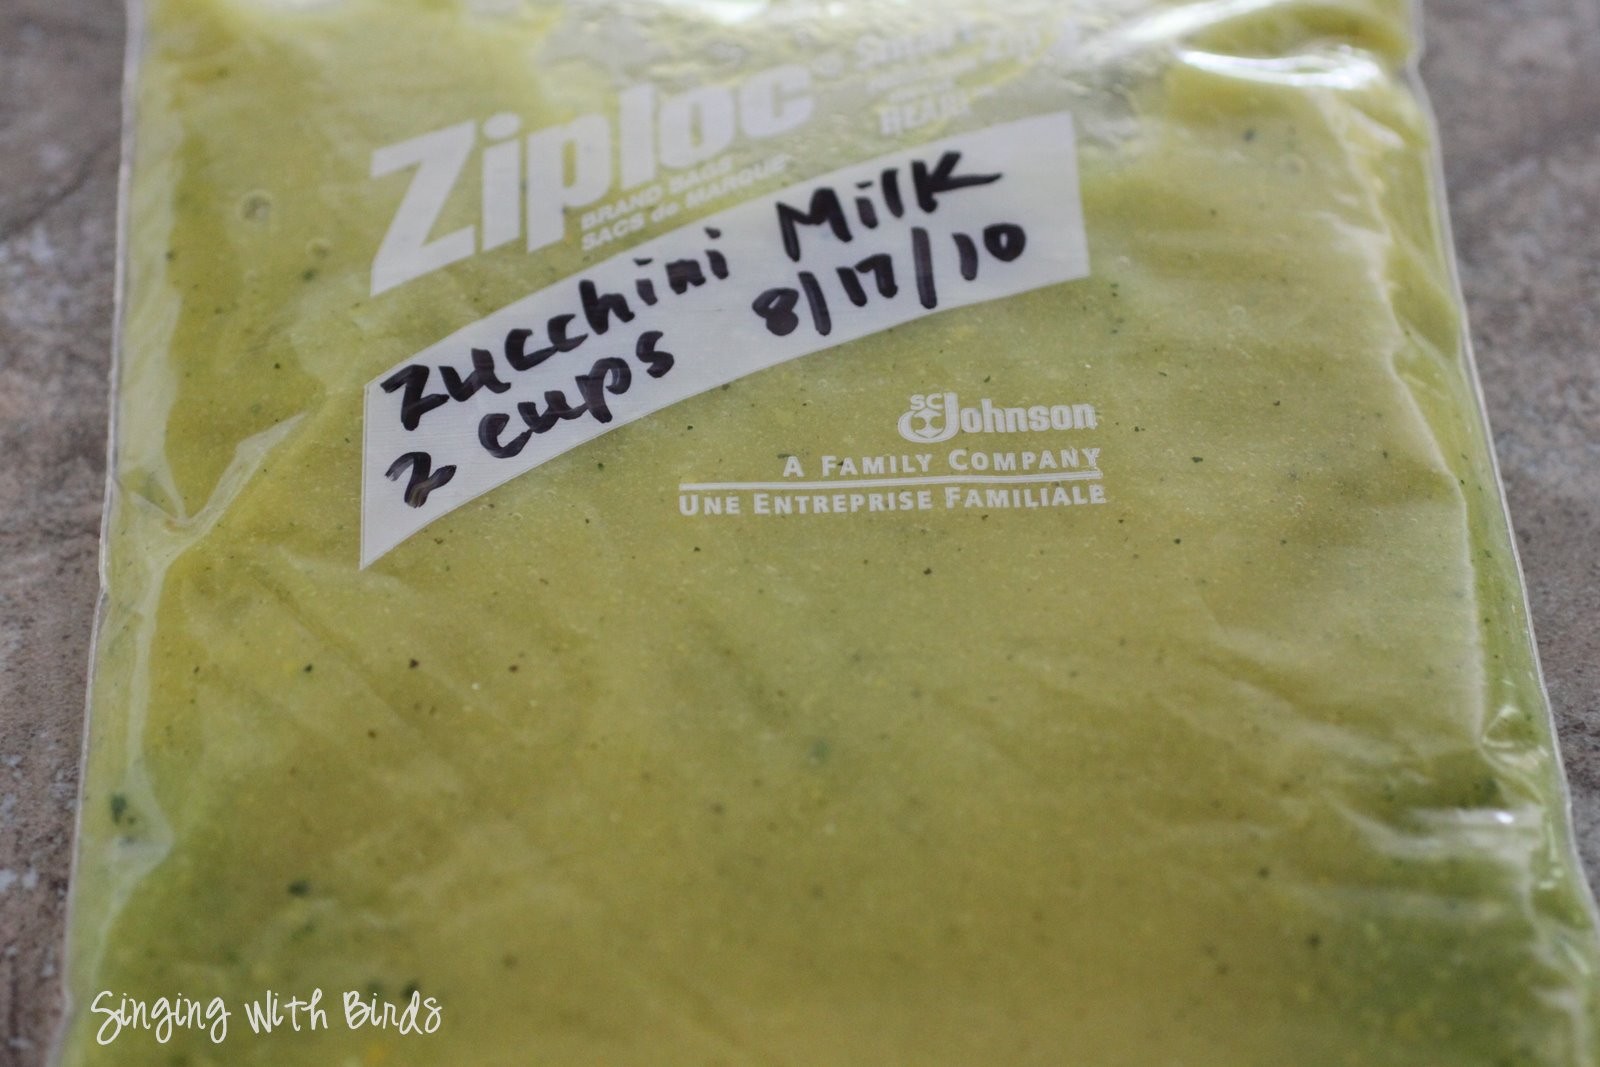 Ziploc
BRAND BAGS
SACS de MARQUE
Zucchini Milk
2 cups 8/17/10
SC Johnson
A FAMILY COMPANY
UNE ENTREPRISE FAMILIALE
Singing With Birds